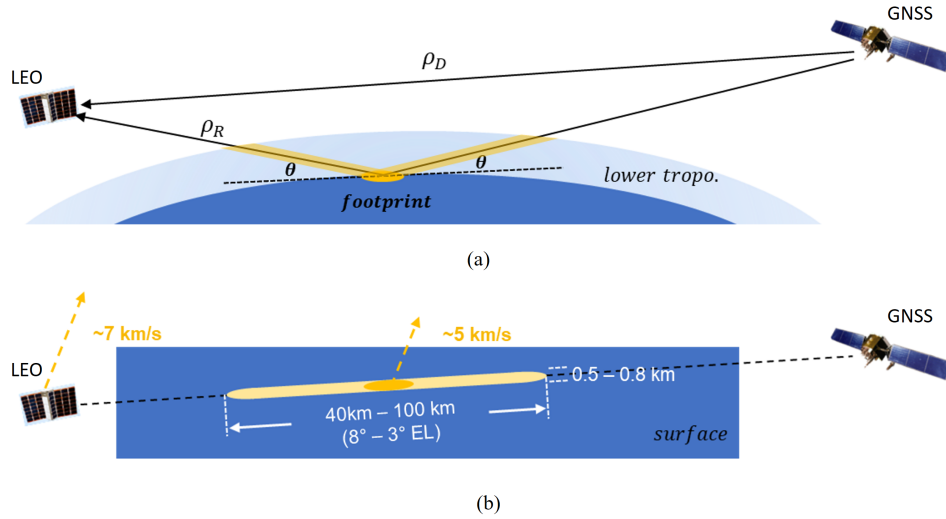 GNSS
LEO
ρ_D
ρ_R
θ
θ
lower tropo.
footprint
(a)
~7 km/s
~5 km/s
GNSS
LEO
0.5 – 0.8 km
40km – 100 km
(8° – 3° EL)
surface
(b)